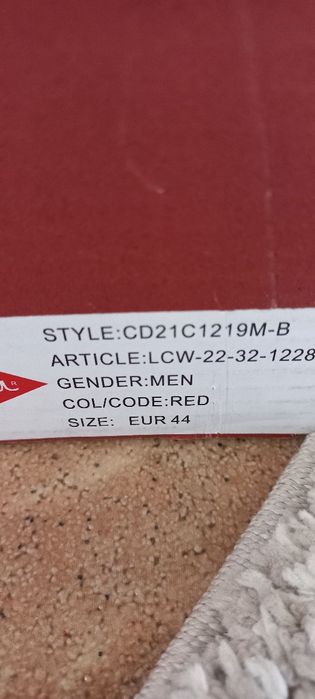 STYLE:CD21C1219M-B
ARTICLE:LCW-22-32-1228
GENDER:MEN
COL/CODE:RED
SIZE: EUR 44